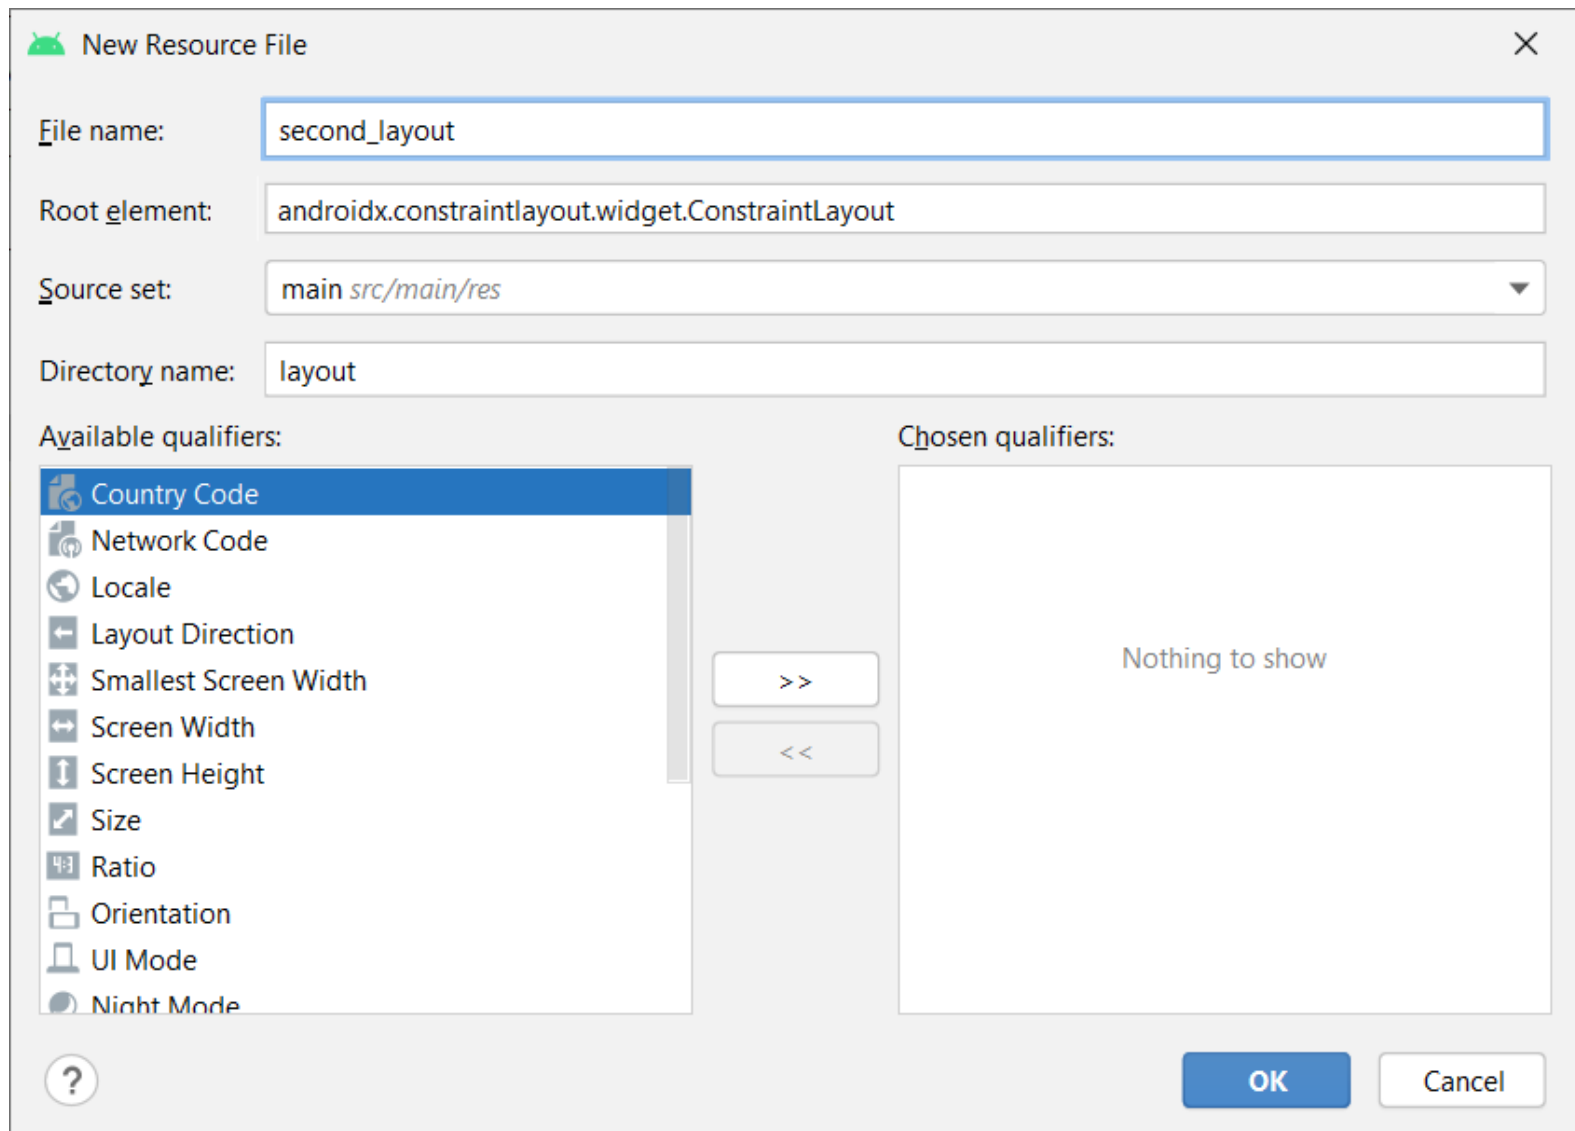 New Resource File
File name: second_layout
Root element: androidx.constraintlayout.widget.ConstraintLayout
Source set: main src/main/res
Directory name: layout
Available qualifiers:
Country Code
Network Code
Locale
Layout Direction
Smallest Screen Width
Screen Width
Screen Height
Size
4:3 Ratio
Orientation
UI Mode
Night Mode
>>
<<
Chosen qualifiers:
Nothing to show
?
OK Cancel